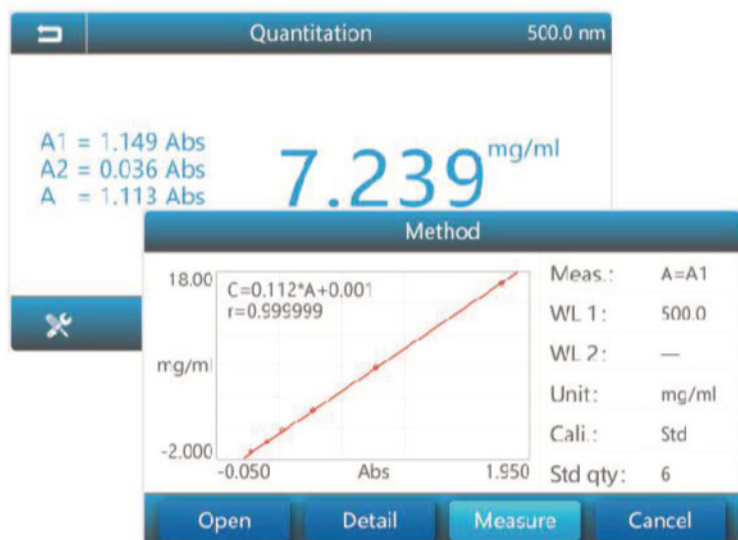 Quantitation 500.0 nm
A1 = 1.149 Abs
A2 = 0.036 Abs
A = 1.113 Abs
7.239 mg/ml
Method
18.00
C=0.112*A+0.001
r=0.999999
mg/ml
-2.000
-0.050 Abs 1.950
Meas.: A=A1
WL 1: 500.0
WL 2: —
Unit: mg/ml
Cali.: Std
Std qty: 6
Open Detail Measure Cancel